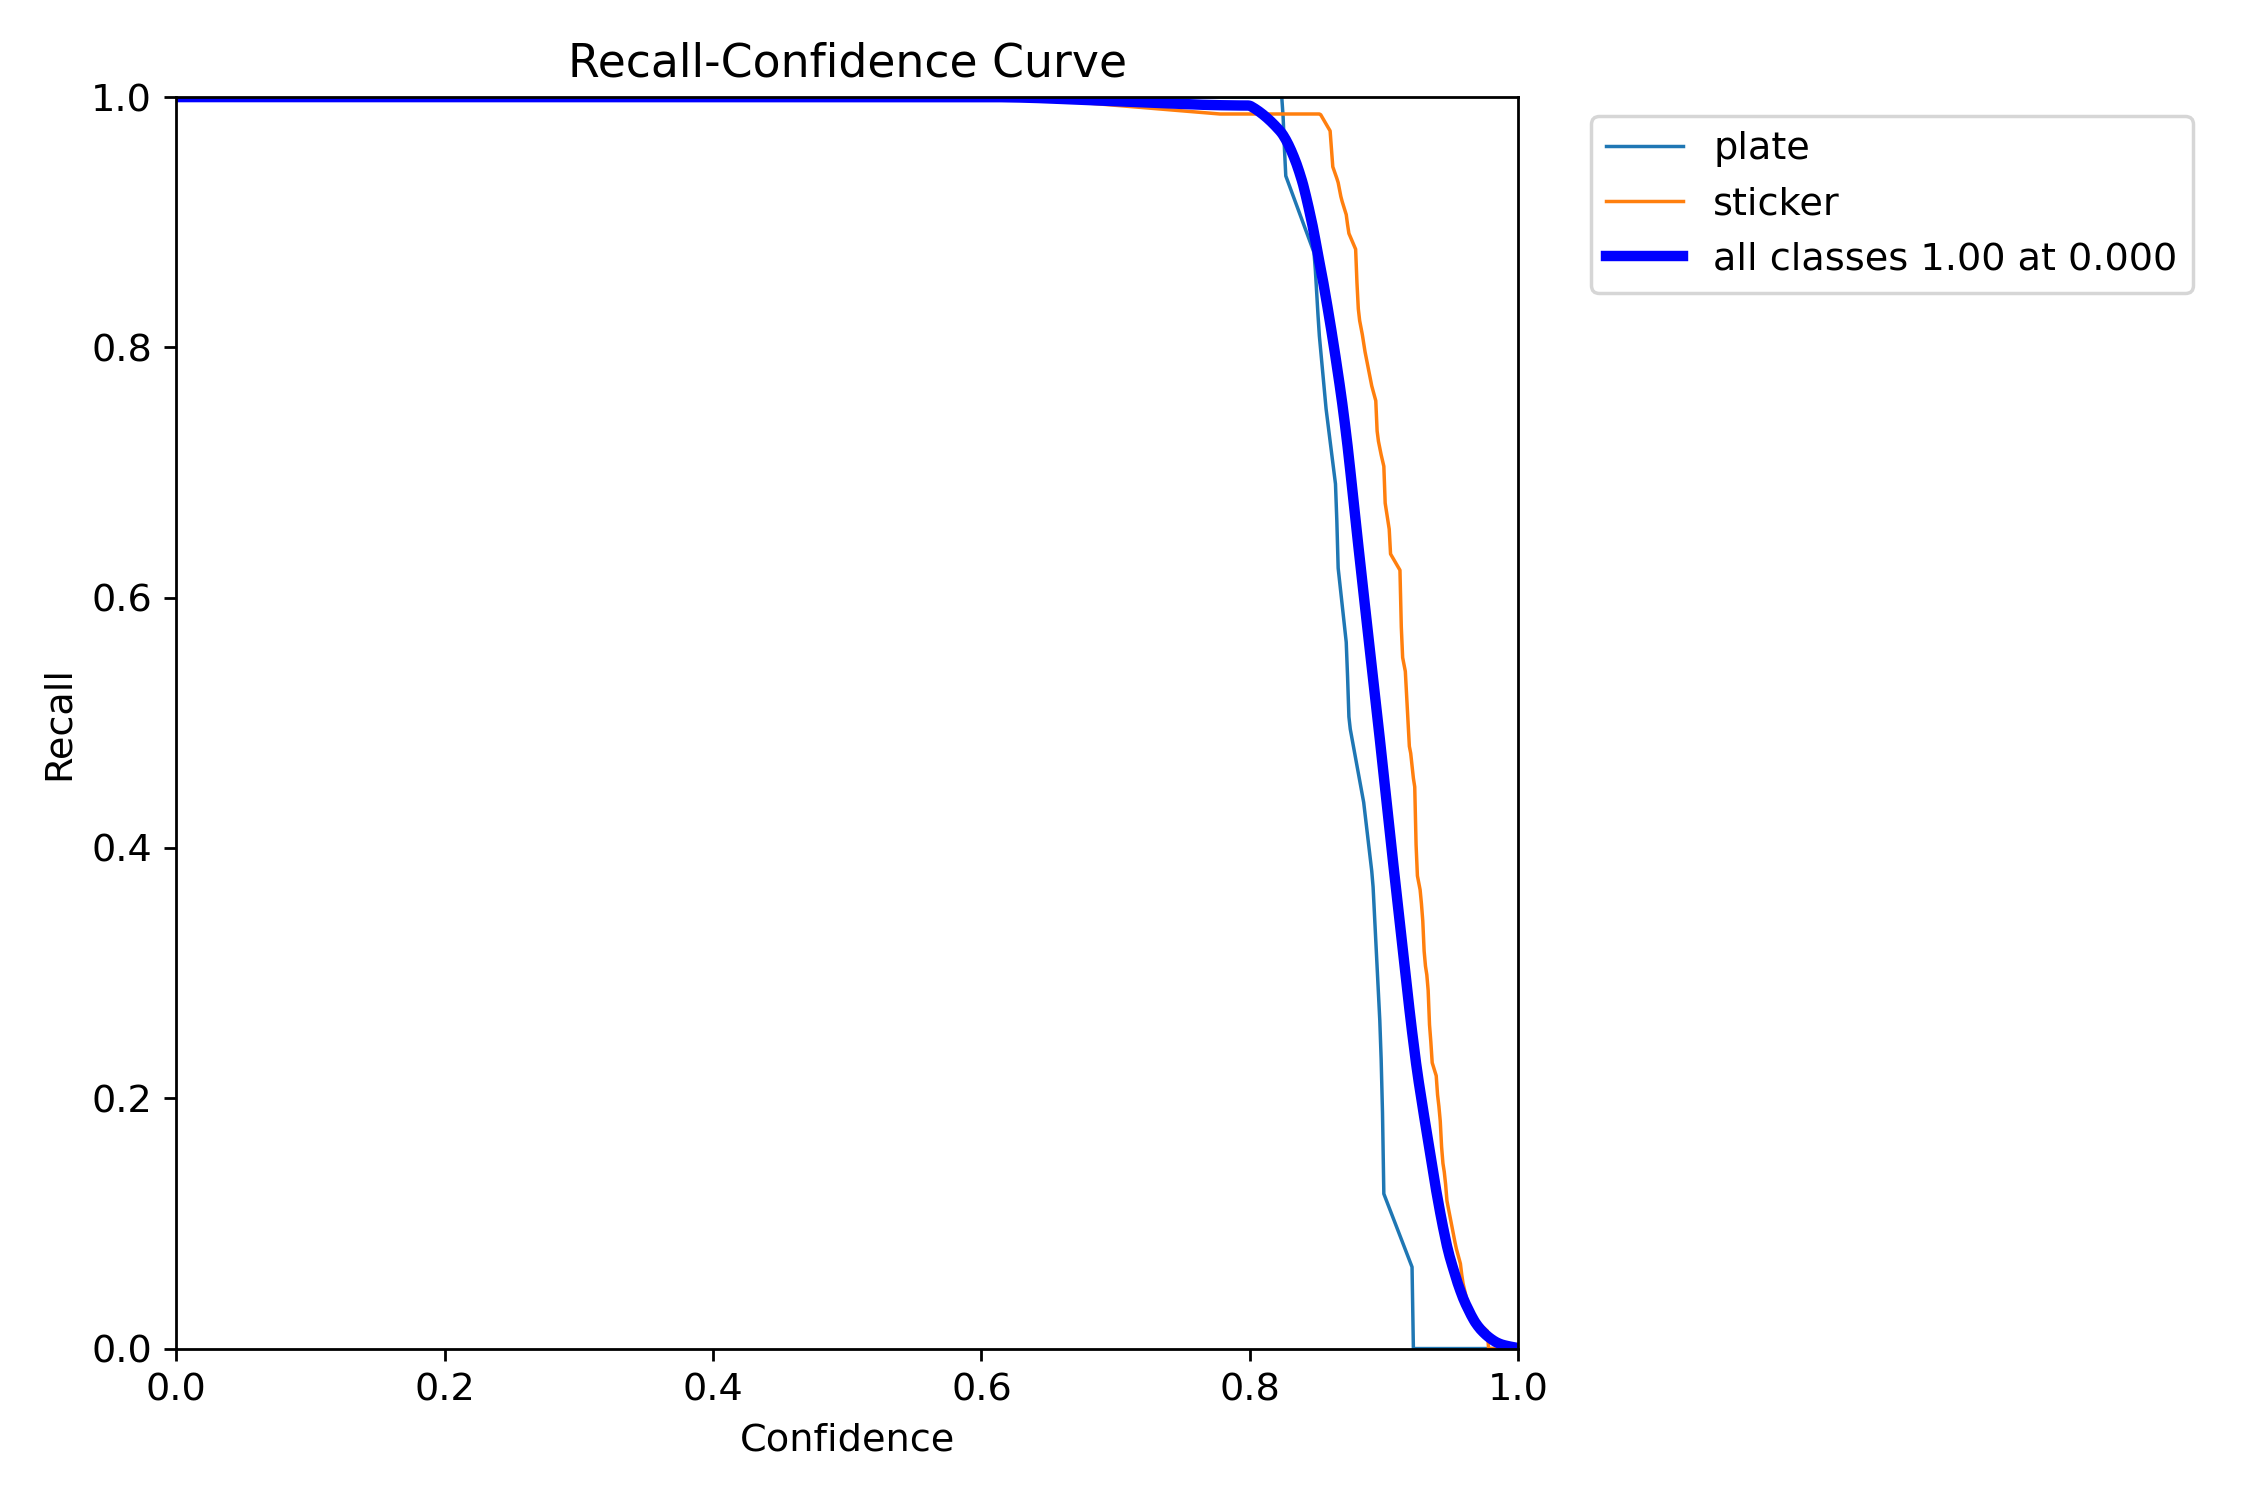 Recall-Confidence Curve
1.0
0.8
0.6
0.4
0.2
0.0
Recall
0.0 0.2 0.4 0.6 0.8 1.0
Confidence
plate
sticker
all classes 1.00 at 0.000